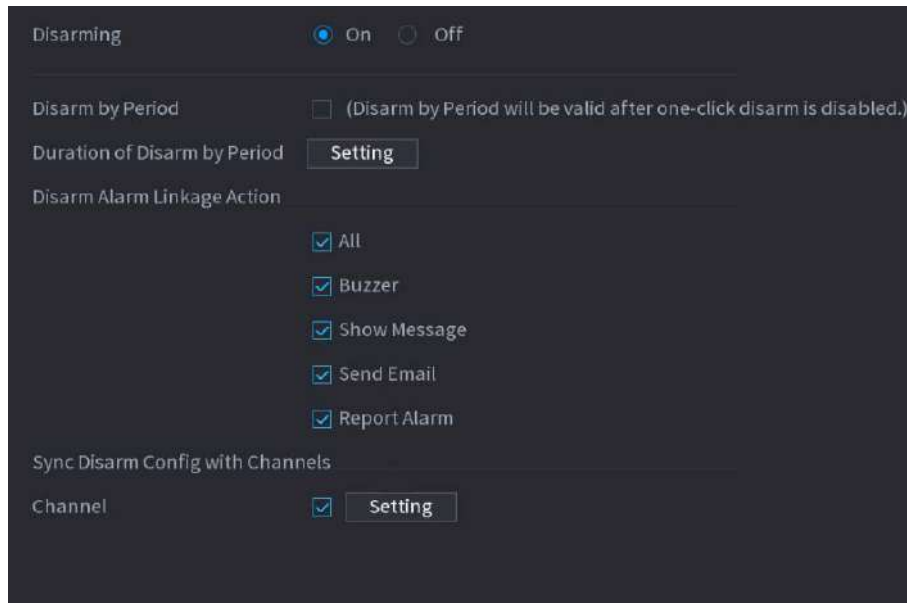 Disarming On Off
Disarm by Period (Disarm by Period will be valid after one-click disarm is disabled.)
Duration of Disarm by Period Setting
Disarm Alarm Linkage Action
All
Buzzer
Show Message
Send Email
Report Alarm
Sync Disarm Config with Channels
Channel Setting